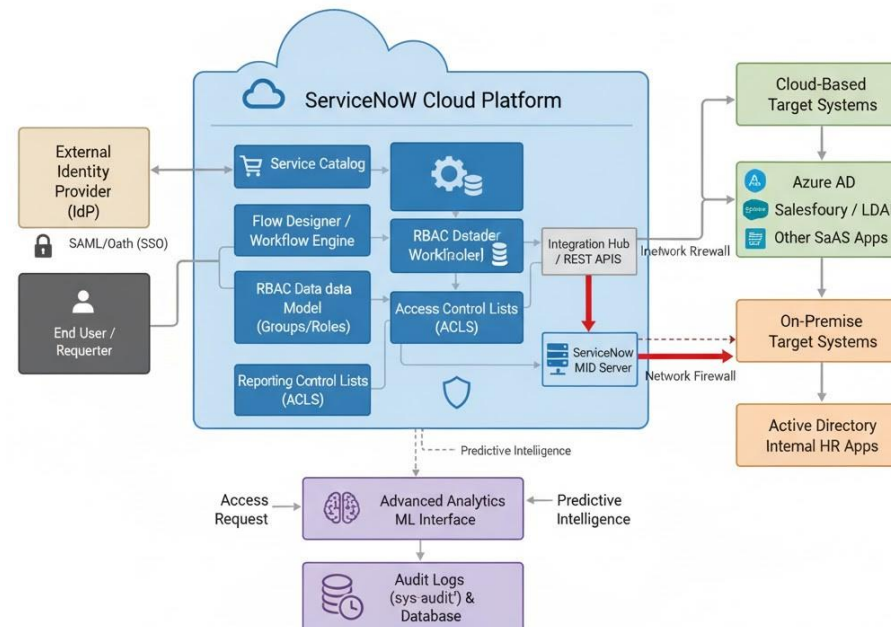 ServiceNoW Cloud Platform
External
Identity
Provider
(IdP)
SAML/Oath (SSO)
End User /
Requrter
Service Catalog
Flow Designer /
Workflow Engine
RBAC Data dsta
Model
(Groups/Roles)
Reporting Control Lists
(ACLS)
RBAC Dstader
Worktnoler!
Access Control Lists
(ACLS)
Integration Hub
/ REST APIS
ServiceNow
MID Server
Inetwork Rrewall
Network Firewall
Cloud-Based
Target Systems
Azure AD
Salesfoury / LDA
Other SaaS Apps
On-Premise
Target Systems
Active Directory
Internal HR Apps
Predictive Intelligence
Access
Request
Advanced Analytics
ML Interface
Predictive
Intelligence
Audit Logs
(sys audit') &
Database